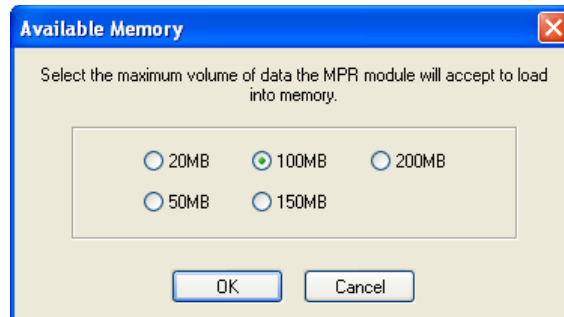 Available Memory
Select the maximum volume of data the MPR module will accept to load
into memory.
20MB 100MB 200MB
50MB 150MB
OK Cancel